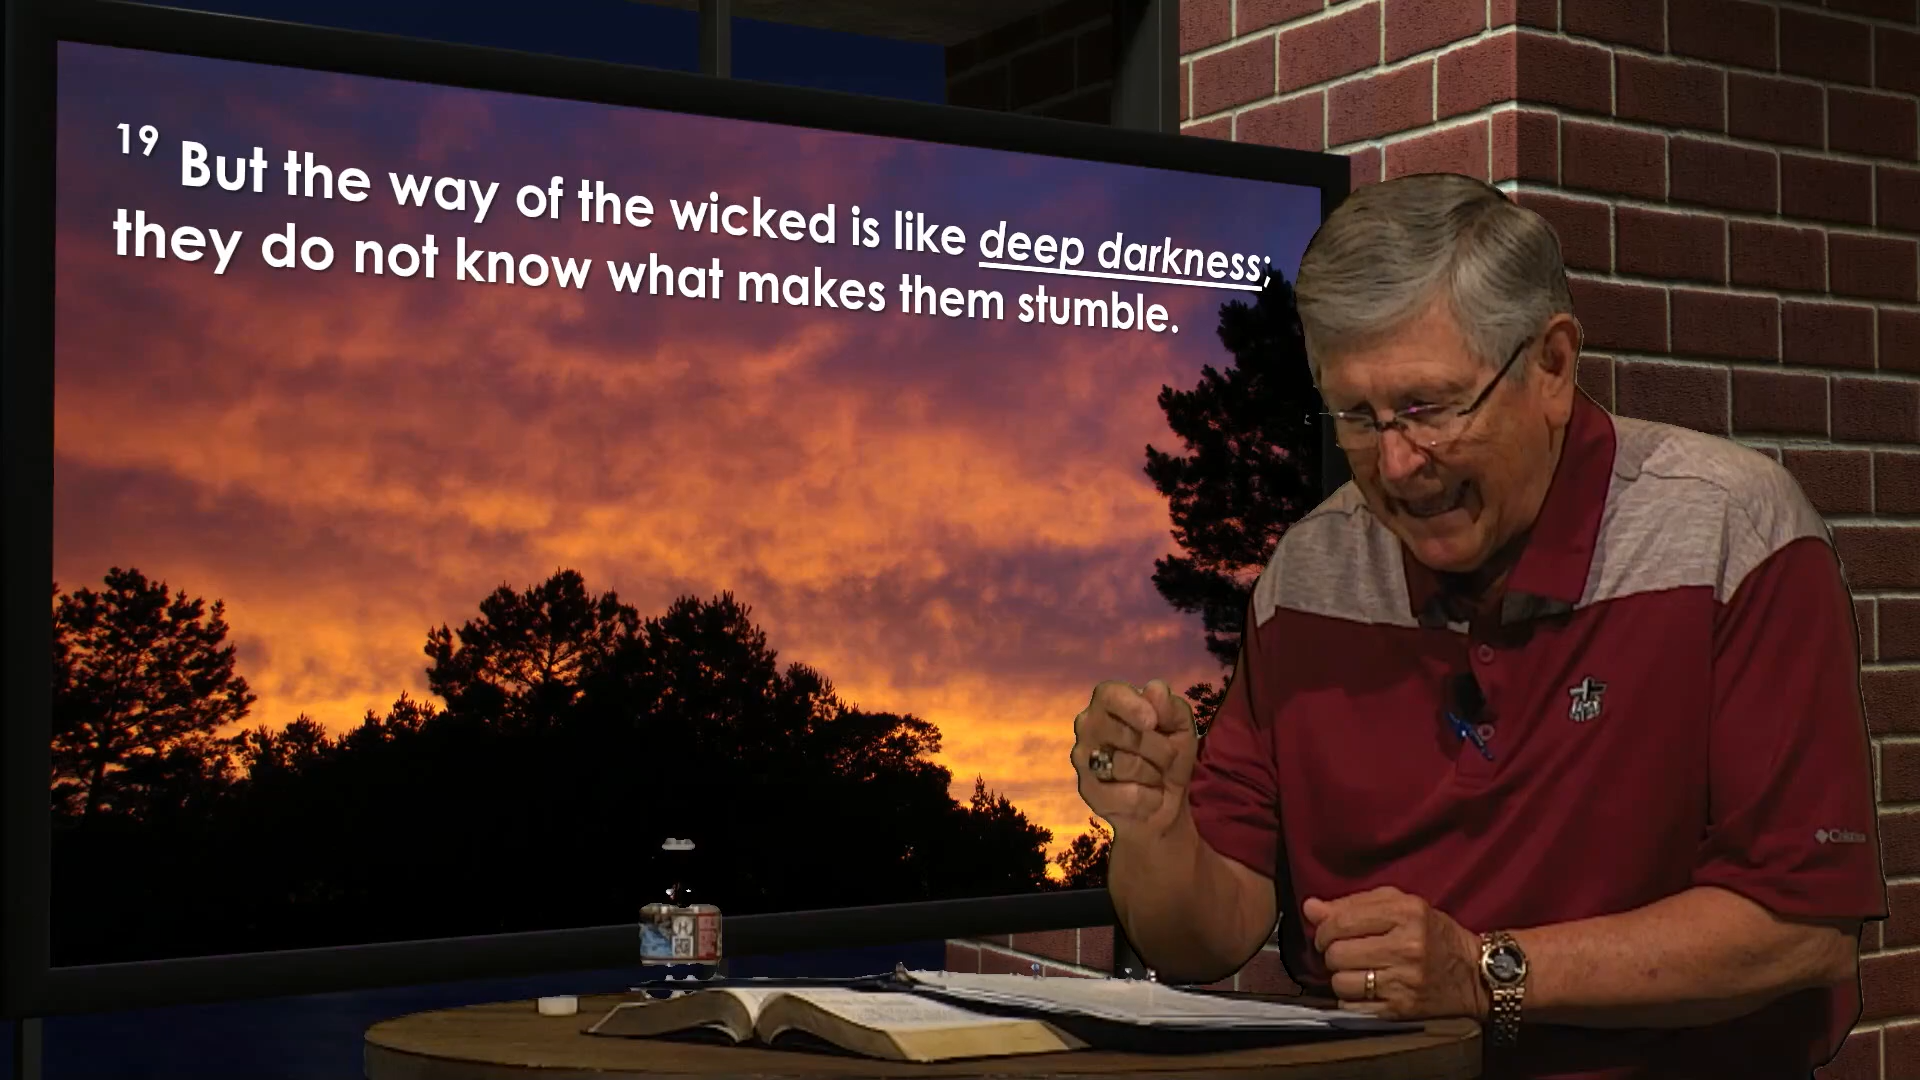 19 But the way of the wicked is like deep darkness;
they do not know what makes them stumble.
Columbia